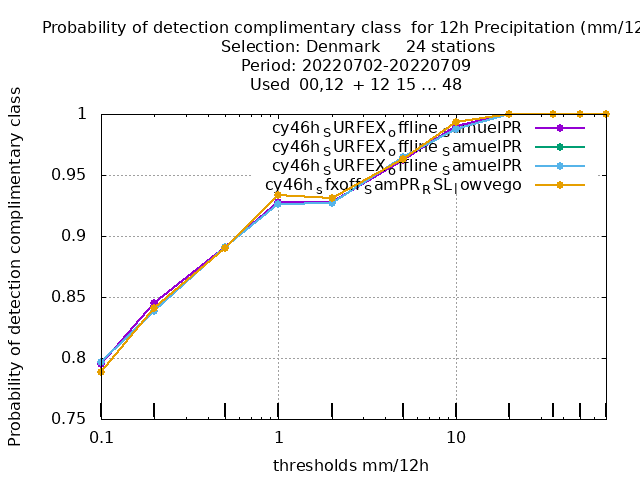 Probability of detection complimentary class for 12h Precipitation (mm/12
Selection: Denmark 24 stations
Period: 20220702-20220709
Used 00,12 + 12 15 ... 48
cy46h_SURFEX_offline_SamuelPR
cy46h_SURFEX_offline_SamuelPR
cy46h_SURFEX_offline_SamuelPR
cy46h_sfxoff_SamPR_RSL_lowvego
Probability of detection complimentary class
1
0.95
0.9
0.85
0.8
0.75
0.1 1 10
thresholds mm/12h